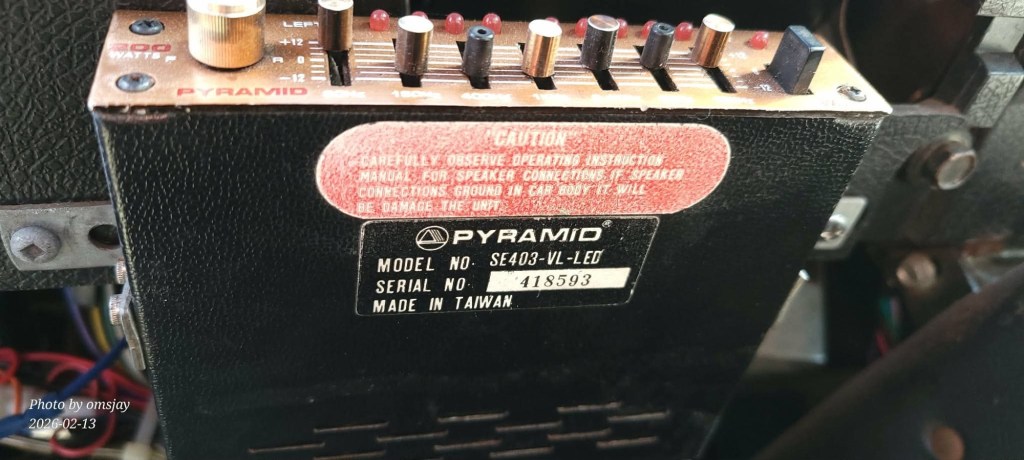 LEFT
+12
200
WATTS F R 0
-12
PYRAMID
-12
"CAUTION"
CAREFULLY OBSERVE OPERATING INSTRUCTION
MANUAL FOR SPEAKER CONNECTIONS IF SPEAKER
CONNECTIONS GROUND IN CAR BODY IT WILL
BE DAMAGE THE UNIT.
PYRAMID®
MODEL NO. SE403-VL-LED
SERIAL NO. 418593
MADE IN TAIWAN
Photo by omsjay
2026-02-13